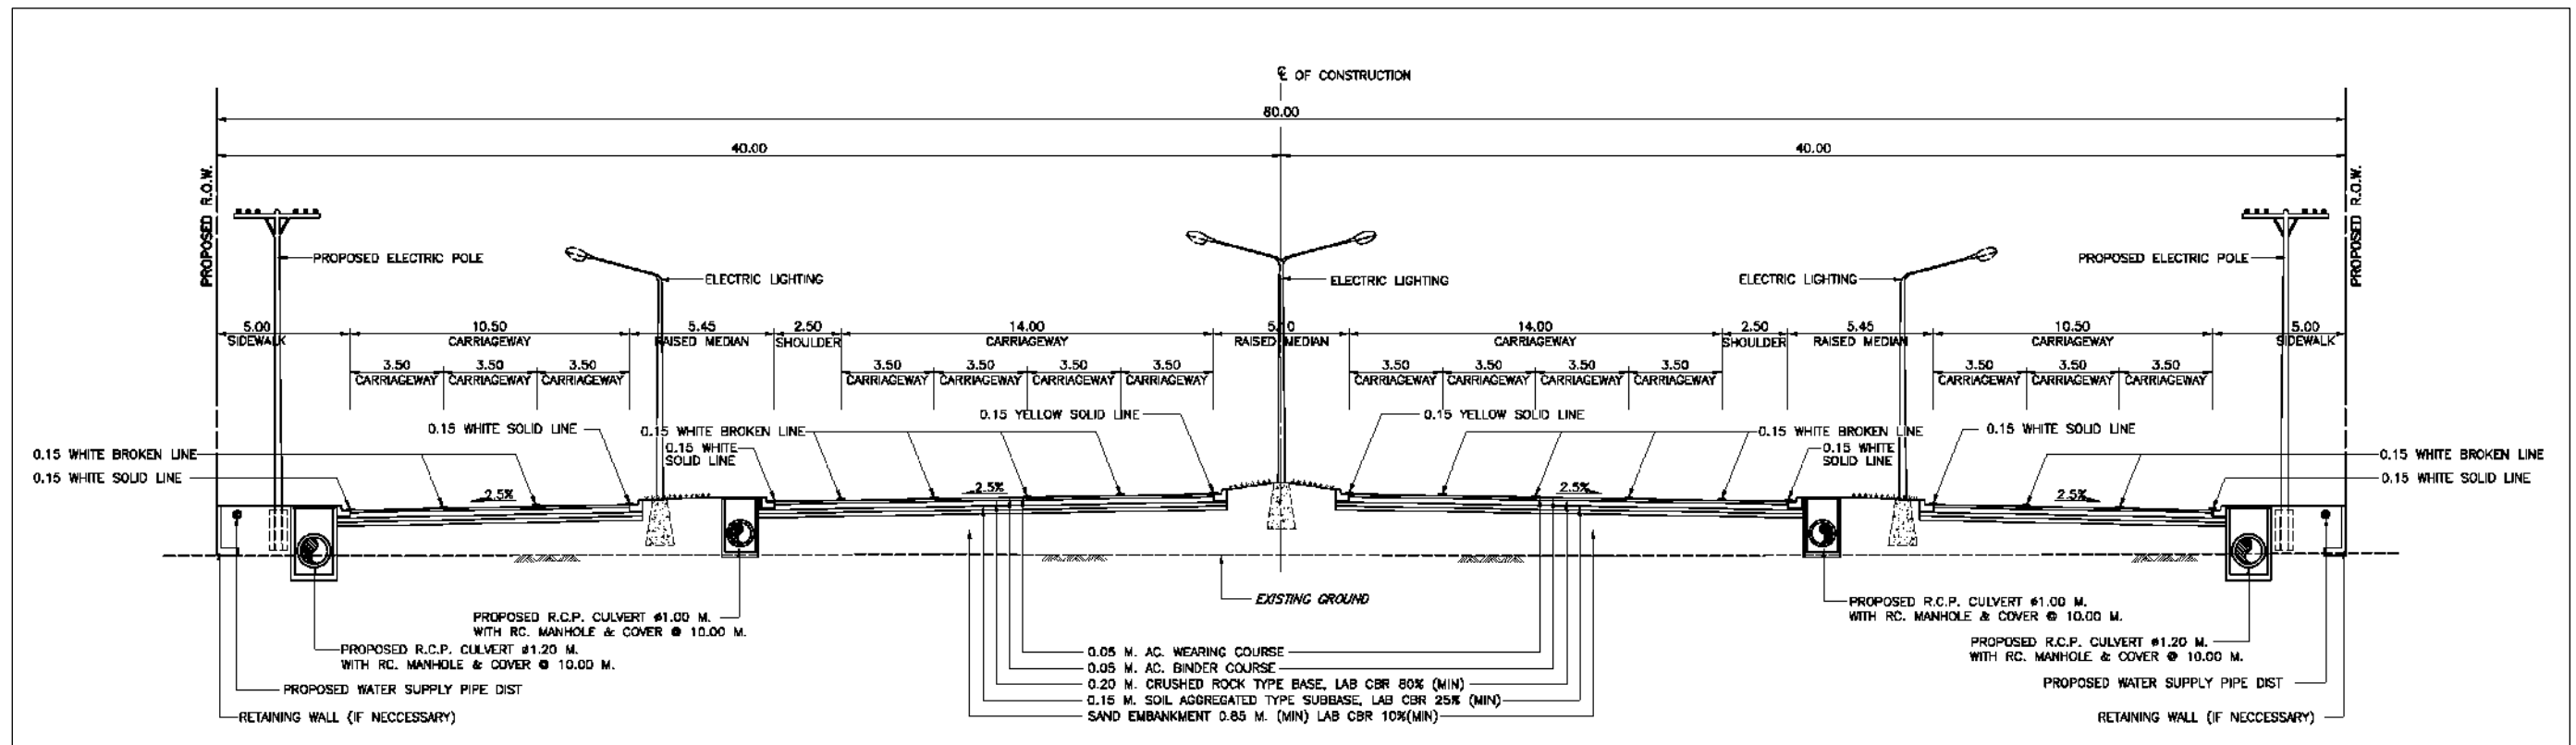 ℄ OF CONSTRUCTION
80.00
40.00 40.00
PROPOSED R.O.W.
PROPOSED R.O.W.
PROPOSED ELECTRIC POLE
ELECTRIC LIGHTING
ELECTRIC LIGHTING
ELECTRIC LIGHTING
PROPOSED ELECTRIC POLE
5.00 10.50 5.45 2.50 14.00 5.10 14.00 2.50 5.45 10.50 5.00
SIDEWALK CARRIAGEWAY RAISED MEDIAN SHOULDER CARRIAGEWAY RAISED MEDIAN CARRIAGEWAY SHOULDER RAISED MEDIAN CARRIAGEWAY SIDEWALK
3.50 3.50 3.50 3.50 3.50 3.50 3.50 3.50 3.50 3.50 3.50 3.50 3.50 3.50
CARRIAGEWAY CARRIAGEWAY CARRIAGEWAY CARRIAGEWAY CARRIAGEWAY CARRIAGEWAY CARRIAGEWAY CARRIAGEWAY CARRIAGEWAY CARRIAGEWAY CARRIAGEWAY CARRIAGEWAY CARRIAGEWAY CARRIAGEWAY
0.15 YELLOW SOLID LINE 0.15 YELLOW SOLID LINE
0.15 WHITE SOLID LINE 0.15 WHITE BROKEN LINE 0.15 WHITE BROKEN LINE 0.15 WHITE SOLID LINE
0.15 WHITE
SOLID LINE
0.15 WHITE
SOLID LINE
0.15 WHITE BROKEN LINE 0.15 WHITE BROKEN LINE
0.15 WHITE SOLID LINE 0.15 WHITE SOLID LINE
2.5% 2.5% 2.5% 2.5%
EXISTING GROUND
PROPOSED R.C.P. CULVERT ø1.00 M.
WITH RC. MANHOLE & COVER @ 10.00 M.
PROPOSED R.C.P. CULVERT ø1.00 M.
WITH RC. MANHOLE & COVER @ 10.00 M.
PROPOSED R.C.P. CULVERT ø1.20 M.
WITH RC. MANHOLE & COVER @ 10.00 M.
PROPOSED R.C.P. CULVERT ø1.20 M.
WITH RC. MANHOLE & COVER @ 10.00 M.
0.05 M. AC. WEARING COURSE
0.05 M. AC. BINDER COURSE
0.20 M. CRUSHED ROCK TYPE BASE, LAB CBR 80% (MIN)
0.15 M. SOIL AGGREGATED TYPE SUBBASE, LAB CBR 25% (MIN)
SAND EMBANKMENT 0.85 M. (MIN) LAB CBR 10%(MIN)
PROPOSED WATER SUPPLY PIPE DIST PROPOSED WATER SUPPLY PIPE DIST
RETAINING WALL (IF NECCESSARY) RETAINING WALL (IF NECCESSARY)